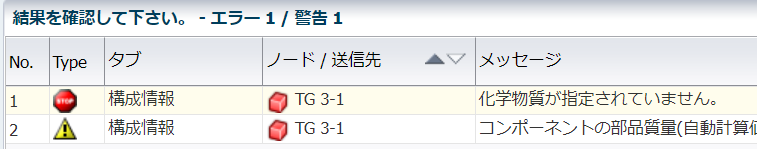 結果を確認して下さい。 - エラー 1 / 警告 1
No. Type タブ ノード / 送信先 メッセージ
1 STOP 構成情報 TG 3-1 化学物質が指定されていません。
2 構成情報 TG 3-1 コンポーネントの部品質量(自動計算